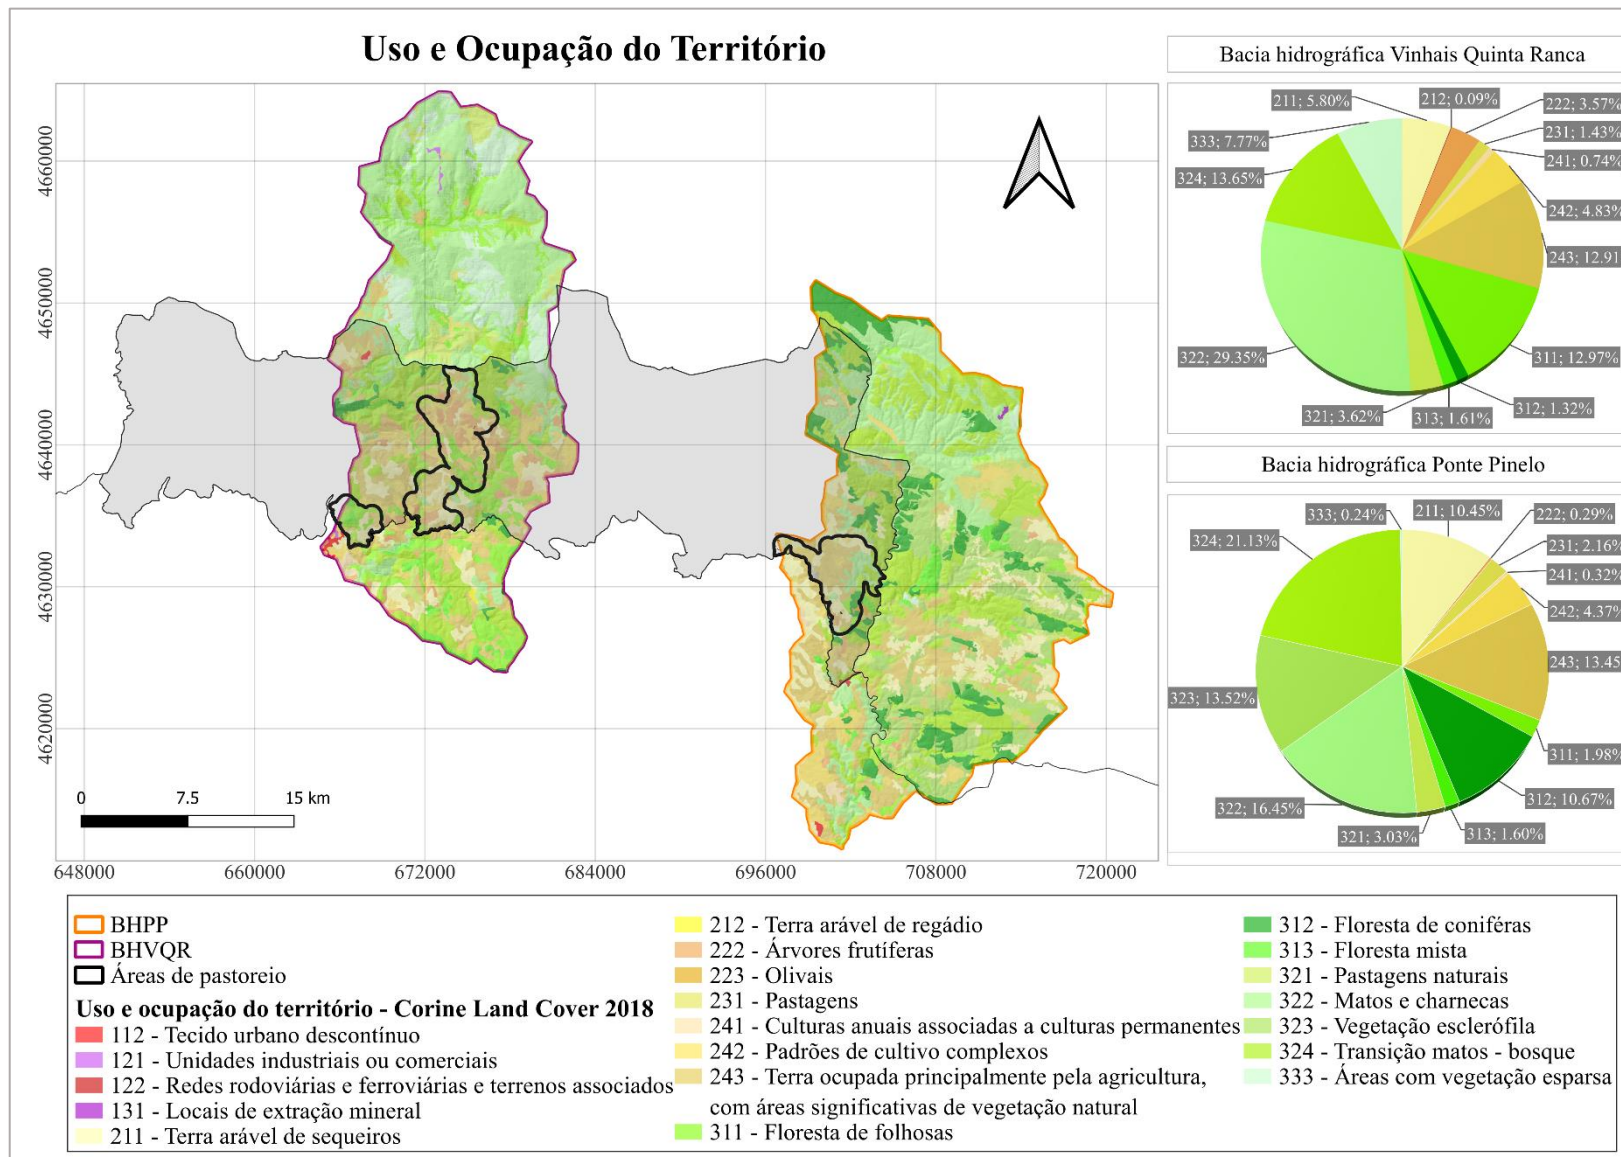 Uso e Ocupação do Território
4660000
4650000
4640000
4630000
4620000
0 7.5 15 km
648000 660000 672000 684000 696000 708000 720000
Bacia hidrográfica Vinhais Quinta Ranca
211; 5.80%
212; 0.09%
222; 3.57%
231; 1.43%
241; 0.74%
242; 4.83%
243; 12.91
311; 12.97%
312; 1.32%
313; 1.61%
321; 3.62%
322; 29.35%
324; 13.65%
333; 7.77%
Bacia hidrográfica Ponte Pinelo
333; 0.24%
211; 10.45%
222; 0.29%
231; 2.16%
241; 0.32%
242; 4.37%
243; 13.45
311; 1.98%
312; 10.67%
313; 1.60%
321; 3.03%
322; 16.45%
323; 13.52%
324; 21.13%
BHPP
BHVQR
Áreas de pastoreio
Uso e ocupação do território - Corine Land Cover 2018
112 - Tecido urbano descontínuo
121 - Unidades industriais ou comerciais
122 - Redes rodoviárias e ferroviárias e terrenos associados
131 - Locais de extração mineral
211 - Terra arável de sequeiros
212 - Terra arável de regádio
222 - Árvores frutíferas
223 - Olivais
231 - Pastagens
241 - Culturas anuais associadas a culturas permanentes
242 - Padrões de cultivo complexos
243 - Terra ocupada principalmente pela agricultura,
com áreas significativas de vegetação natural
311 - Floresta de folhosas
312 - Floresta de coniféras
313 - Floresta mista
321 - Pastagens naturais
322 - Matos e charnecas
323 - Vegetação esclerófila
324 - Transição matos - bosque
333 - Áreas com vegetação esparsa